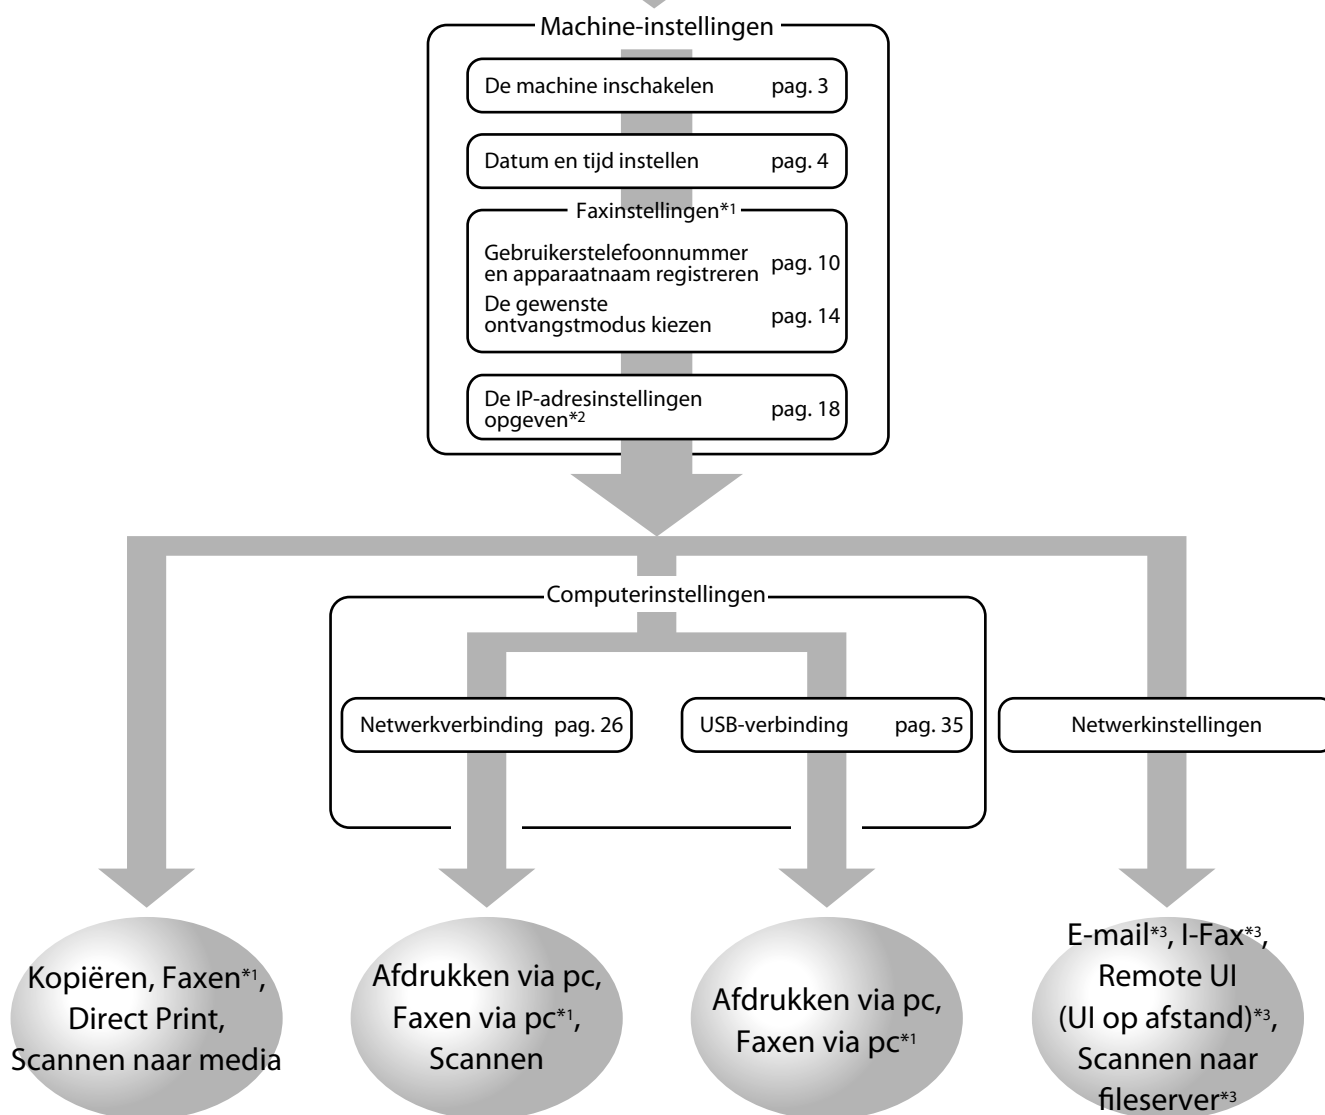 Machine-instellingen
De machine inschakelen pag. 3
Datum en tijd instellen pag. 4
Faxinstellingen*1
Gebruikerstelefoonnummer
en apparaatnaam registreren pag. 10
De gewenste
ontvangstmodus kiezen pag. 14
De IP-adresinstellingen
opgeven*2 pag. 18
Computerinstellingen
Netwerkverbinding pag. 26
USB-verbinding pag. 35
Netwerkinstellingen
Kopiëren, Faxen*1,
Direct Print,
Scannen naar media
Afdrukken via pc,
Faxen via pc*1,
Scannen
Afdrukken via pc,
Faxen via pc*1
E-mail*3, I-Fax*3,
Remote UI
(UI op afstand)*3,
Scannen naar
fileserver*3